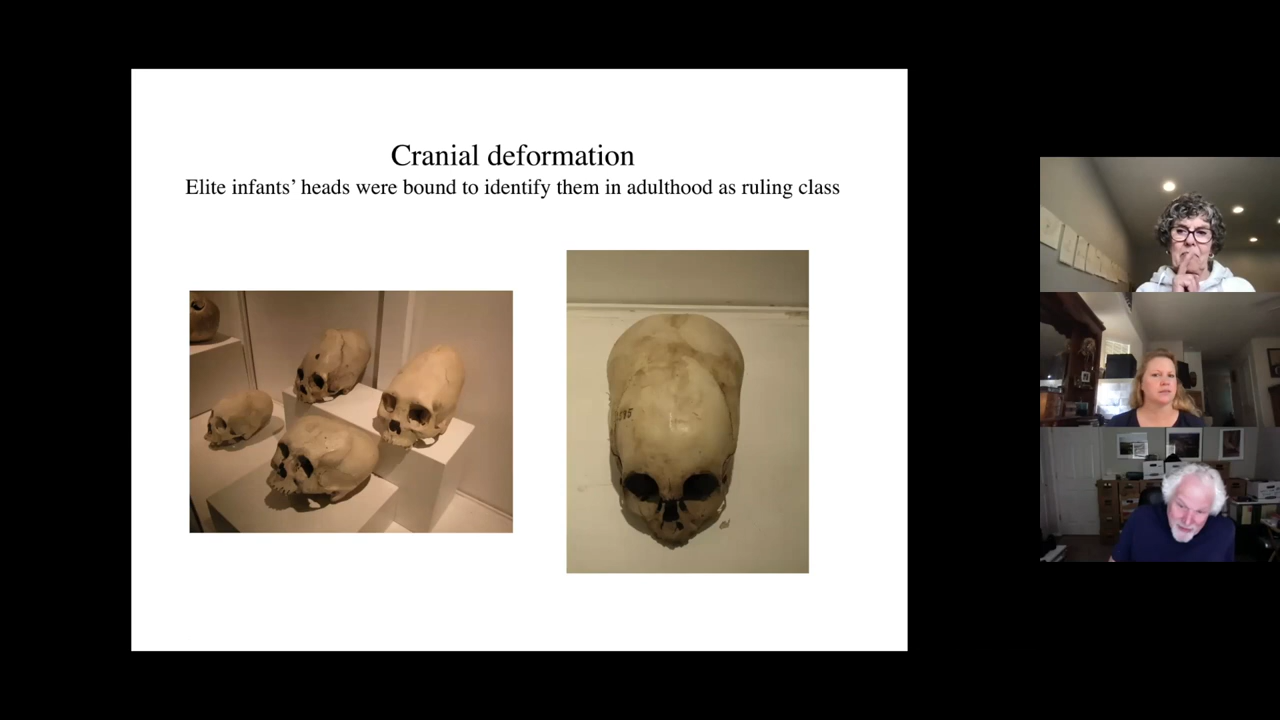 Cranial deformation
Elite infants’ heads were bound to identify them in adulthood as ruling class